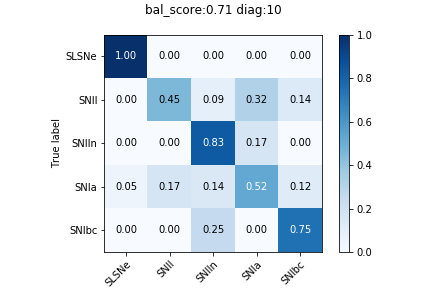 bal_score:0.71 diag:10
SLSNe 1.00 0.00 0.00 0.00 0.00
SNII 0.00 0.45 0.09 0.32 0.14
SNIIn 0.00 0.00 0.83 0.17 0.00
SNIa 0.05 0.17 0.14 0.52 0.12
SNIbc 0.00 0.00 0.25 0.00 0.75
True label
SLSNe SNII SNIIn SNIa SNIbc
1.0
0.8
0.6
0.4
0.2
0.0